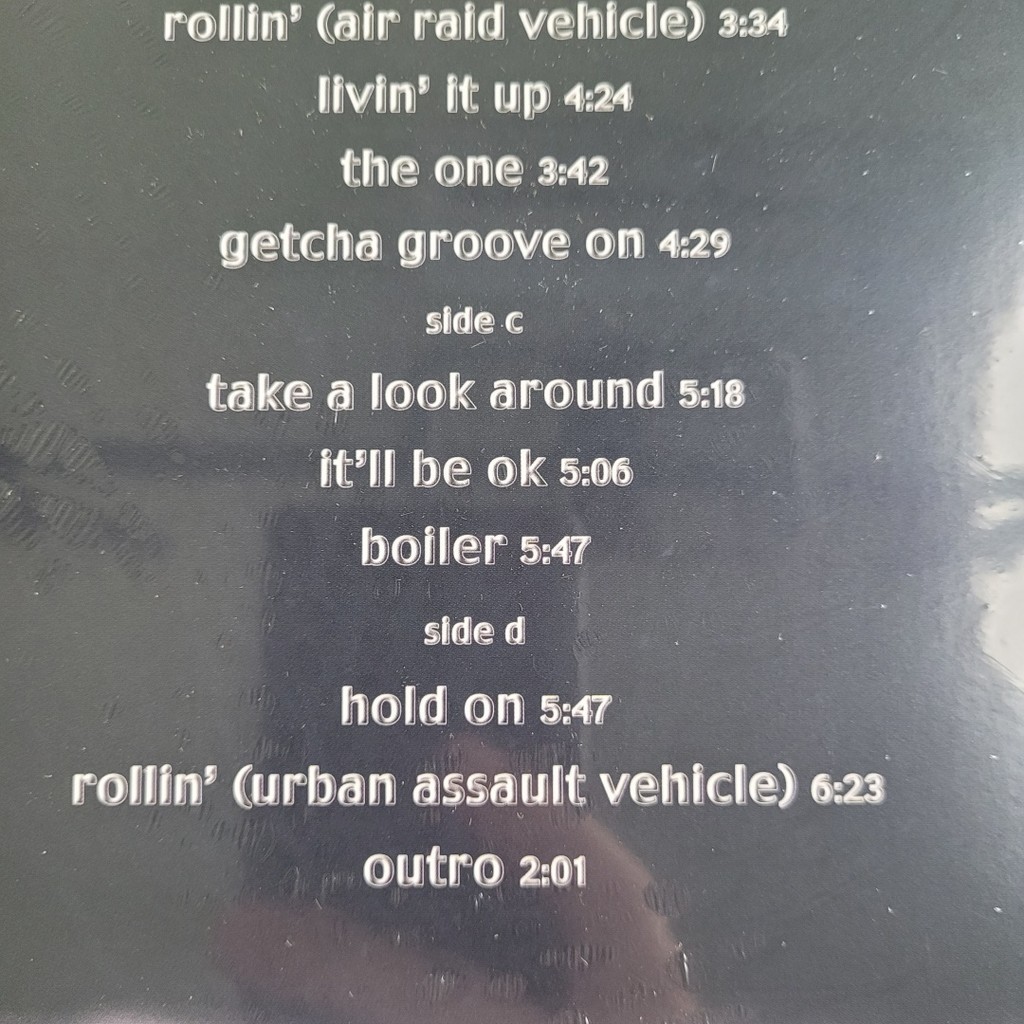 rollin' (air raid vehicle) 3:34
livin' it up 4:24
the one 3:42
getcha groove on 4:29
side c
take a look around 5:18
it'll be ok 5:06
boiler 5:47
side d
hold on 5:47
rollin' (urban assault vehicle) 6:23
outro 2:01